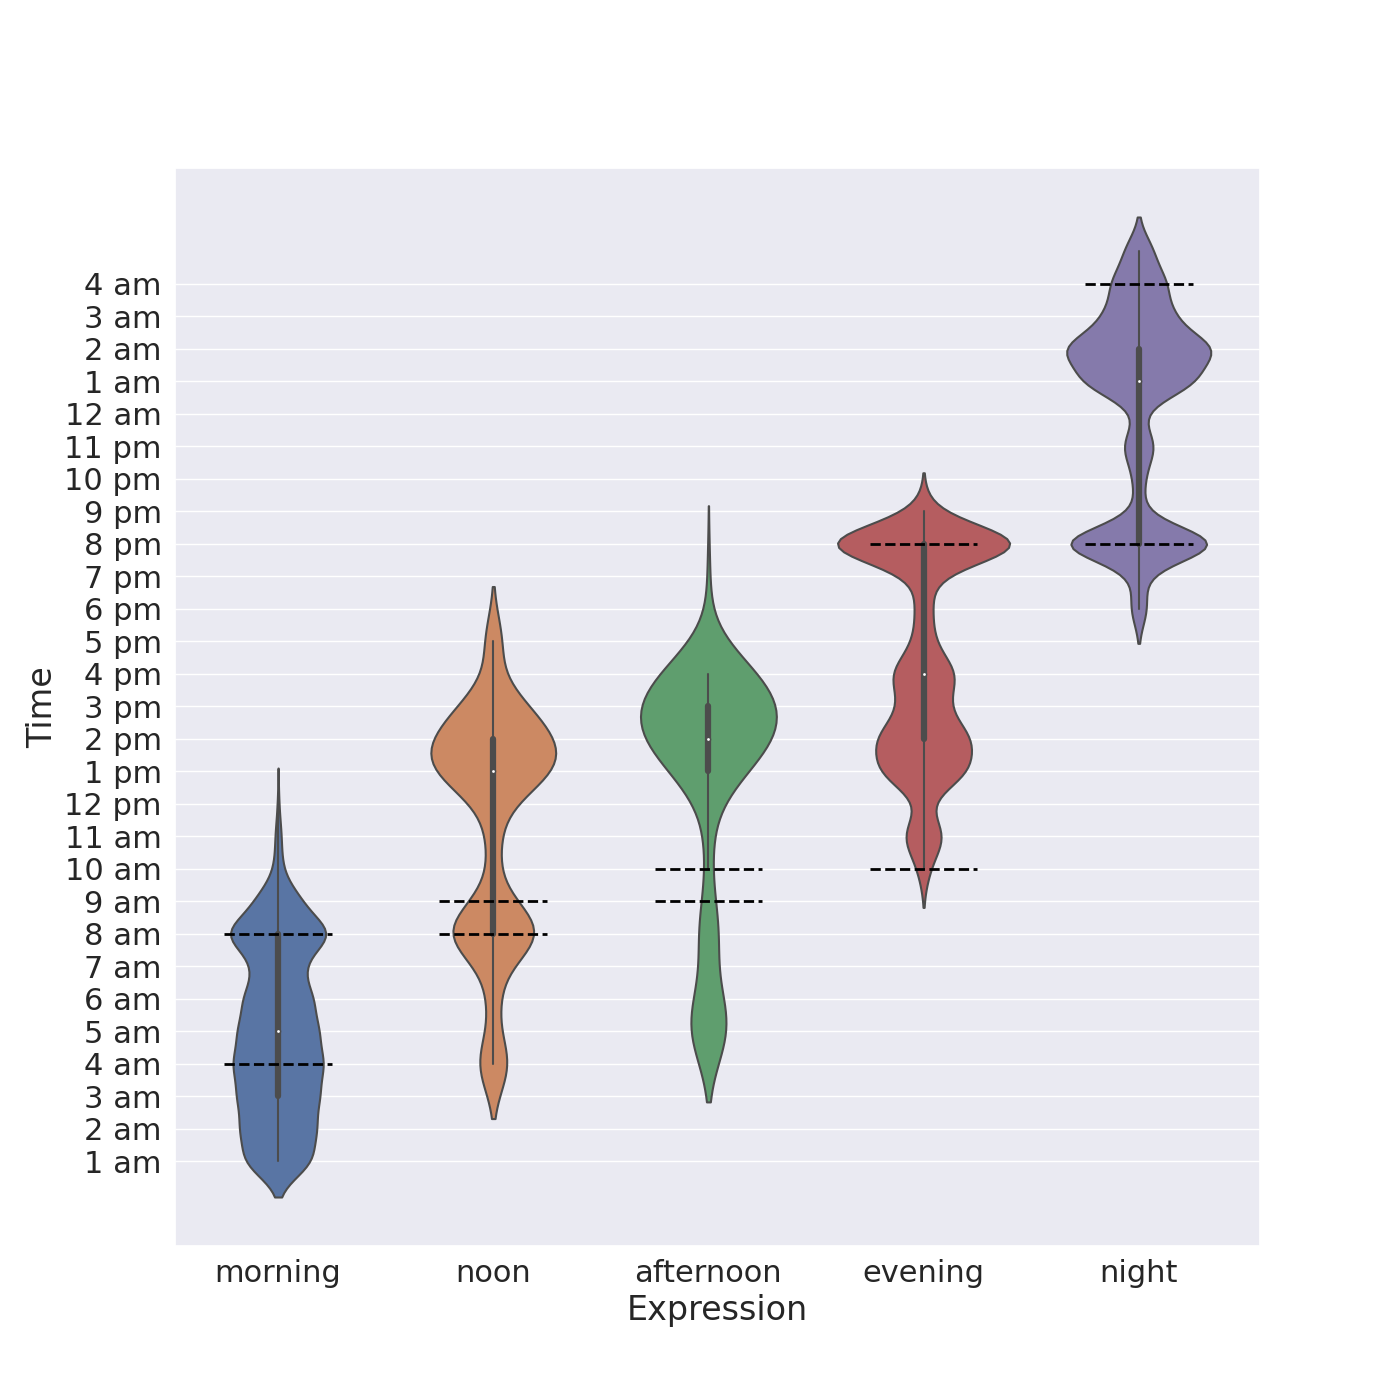 4 am
3 am
2 am
1 am
12 am
11 pm
10 pm
9 pm
8 pm
7 pm
6 pm
5 pm
4 pm
3 pm
2 pm
1 pm
12 pm
11 am
10 am
9 am
8 am
7 am
6 am
5 am
4 am
3 am
2 am
1 am
Time
morning noon afternoon evening night
Expression